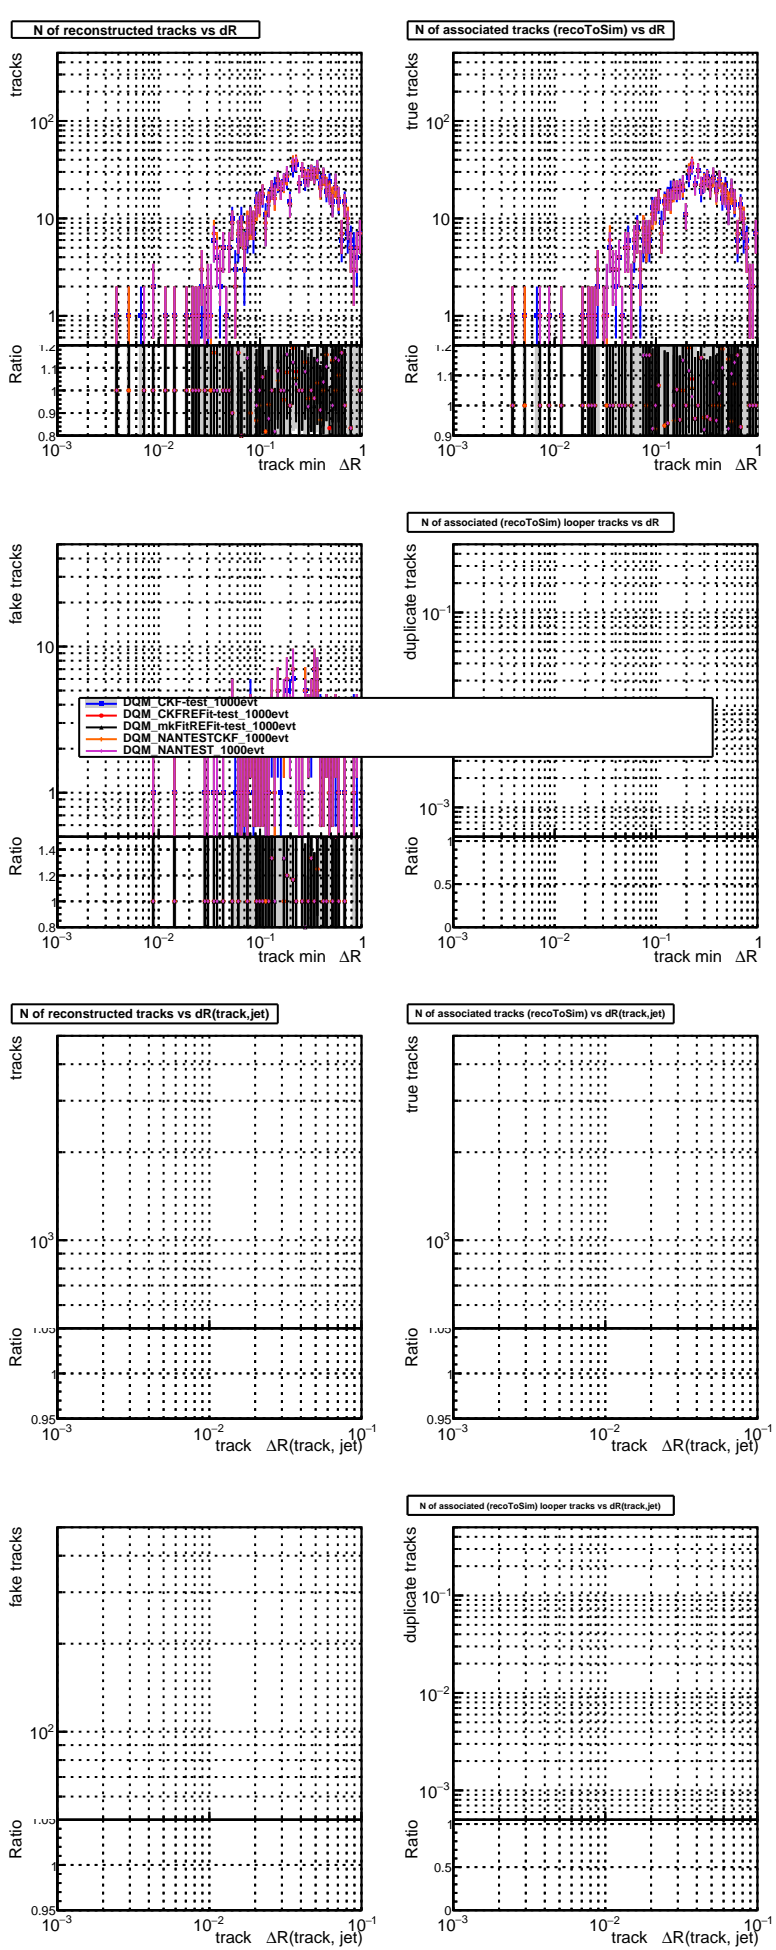 N of reconstructed tracks vs dR
tracks
10²
10
1
Ratio
1.2
1.1
1
0.9
0.8
10⁻³ 10⁻² 10⁻¹ 1
track min ΔR
N of associated tracks (recoToSim) vs dR
true tracks
10²
10
1
Ratio
1.2
1.1
1
0.9
10⁻³ 10⁻² 10⁻¹ 1
track min ΔR
fake tracks
10
1
Ratio
1.4
1.2
1
0.8
10⁻³ 10⁻² 10⁻¹ 1
track min ΔR
N of associated (recoToSim) looper tracks vs dR
duplicate tracks
10⁻¹
10⁻³
Ratio
1
0.5
0
10⁻³ 10⁻² 10⁻¹ 1
track min ΔR
DQM_CKF-test_1000evt
DQM_CKFREFit-test_1000evt
DQM_mkFitREFit-test_1000evt
DQM_NANTESTCKF_1000evt
DQM_NANTEST_1000evt
N of reconstructed tracks vs dR(track,jet)
tracks
10³
Ratio
1.05
1
0.95
10⁻³ 10⁻² 10⁻¹
track ΔR(track, jet)
N of associated tracks (recoToSim) vs dR(track,jet)
true tracks
10³
Ratio
1.05
1
0.95
10⁻³ 10⁻² 10⁻¹
track ΔR(track, jet)
fake tracks
10²
Ratio
1.05
1
0.95
10⁻³ 10⁻² 10⁻¹
track ΔR(track, jet)
N of associated (recoToSim) looper tracks vs dR(track,jet)
duplicate tracks
10⁻¹
10⁻²
10⁻³
Ratio
1
0.5
0
10⁻³ 10⁻² 10⁻¹
track ΔR(track, jet)